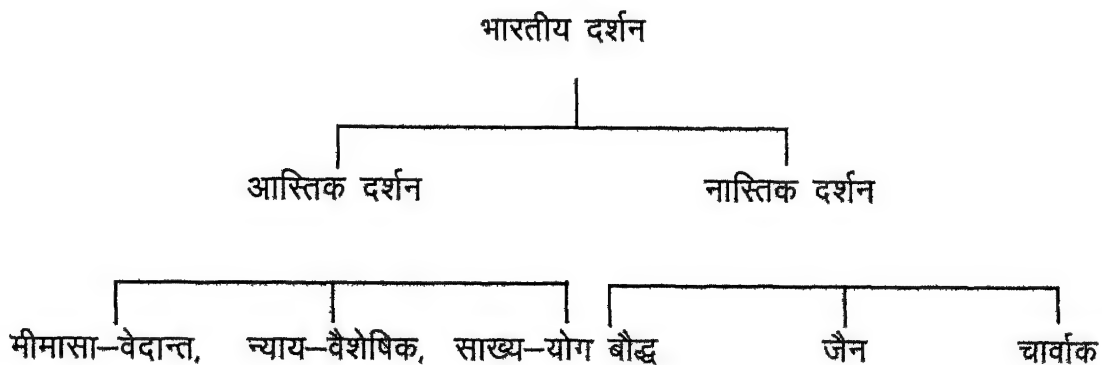 भारतीय दर्शन
आस्तिक दर्शन नास्तिक दर्शन
मीमासा–वेदान्त, न्याय–वैशेषिक, साख्य–योग बौद्ध जैन चार्वाक